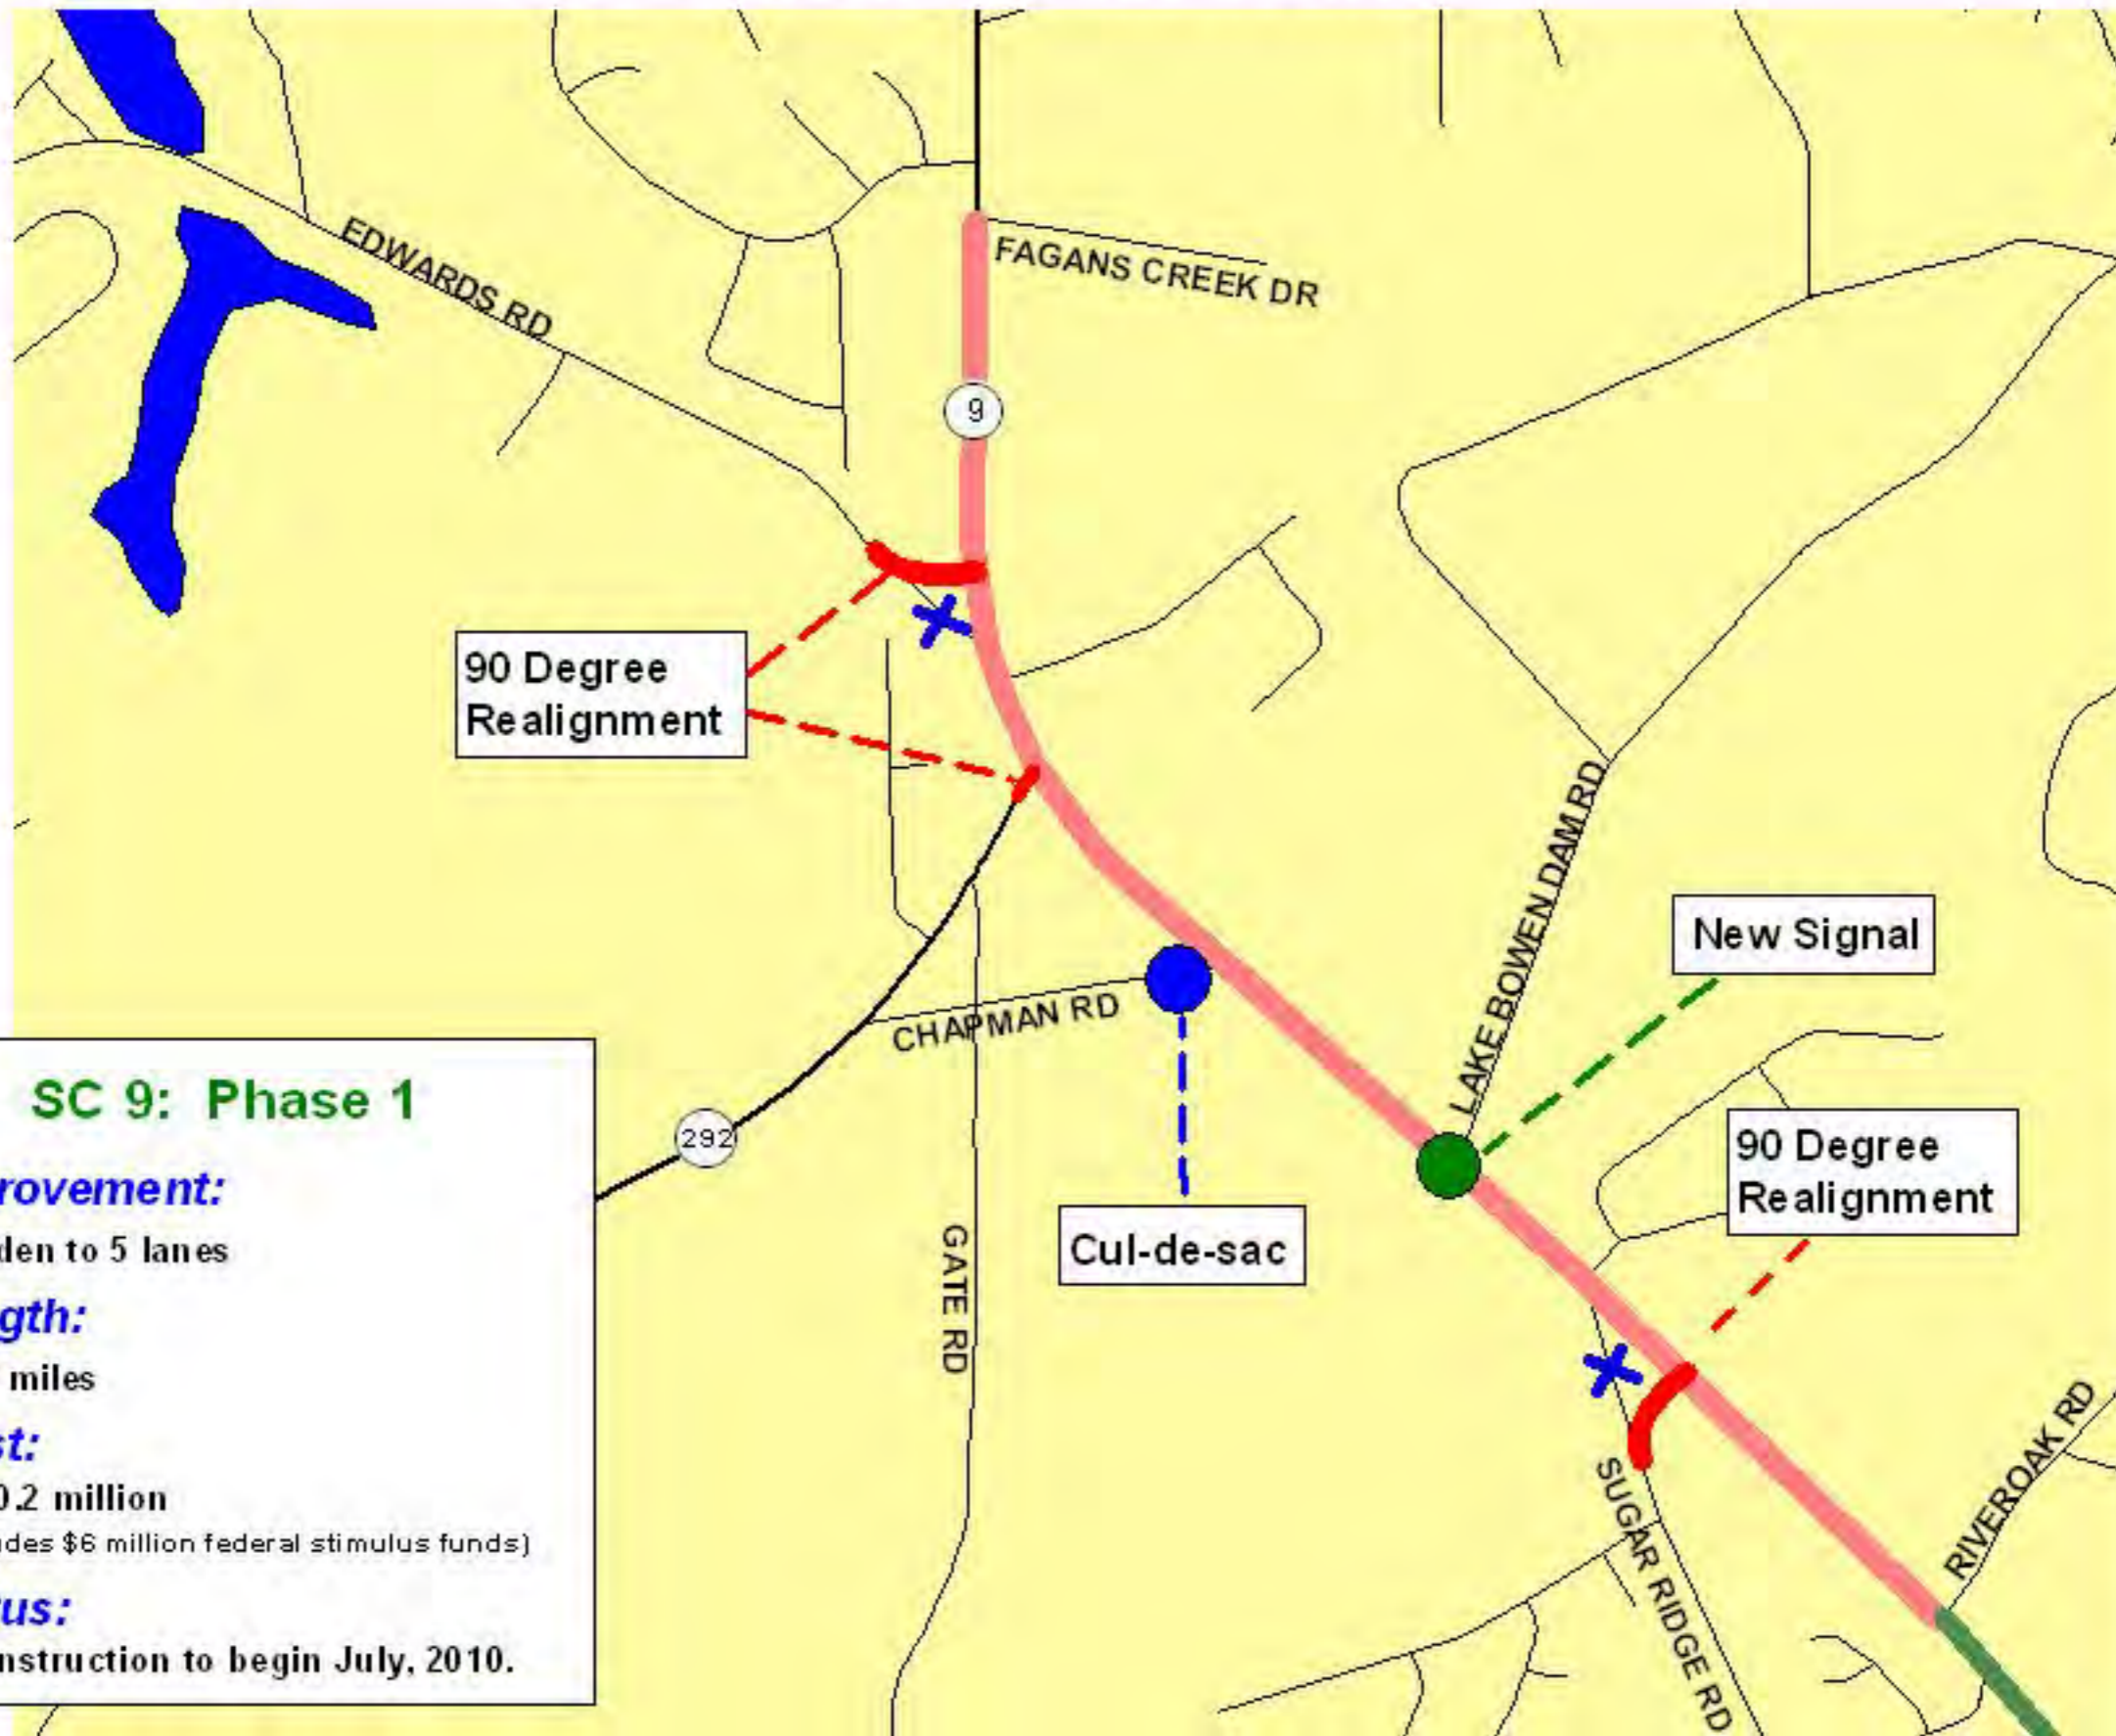 EDWARDS RD
FAGANS CREEK DR
9
90 Degree
Realignment
LAKE BOWEN DAM RD
New Signal
CHAPMAN RD
292
90 Degree
Realignment
Cul-de-sac
GATE RD
SUGAR RIDGE RD
RIVEROAK RD
SC 9: Phase 1
rovement:
den to 5 lanes
gth:
miles
st:
0.2 million
udes $6 million federal stimulus funds)
us:
nstruction to begin July, 2010.